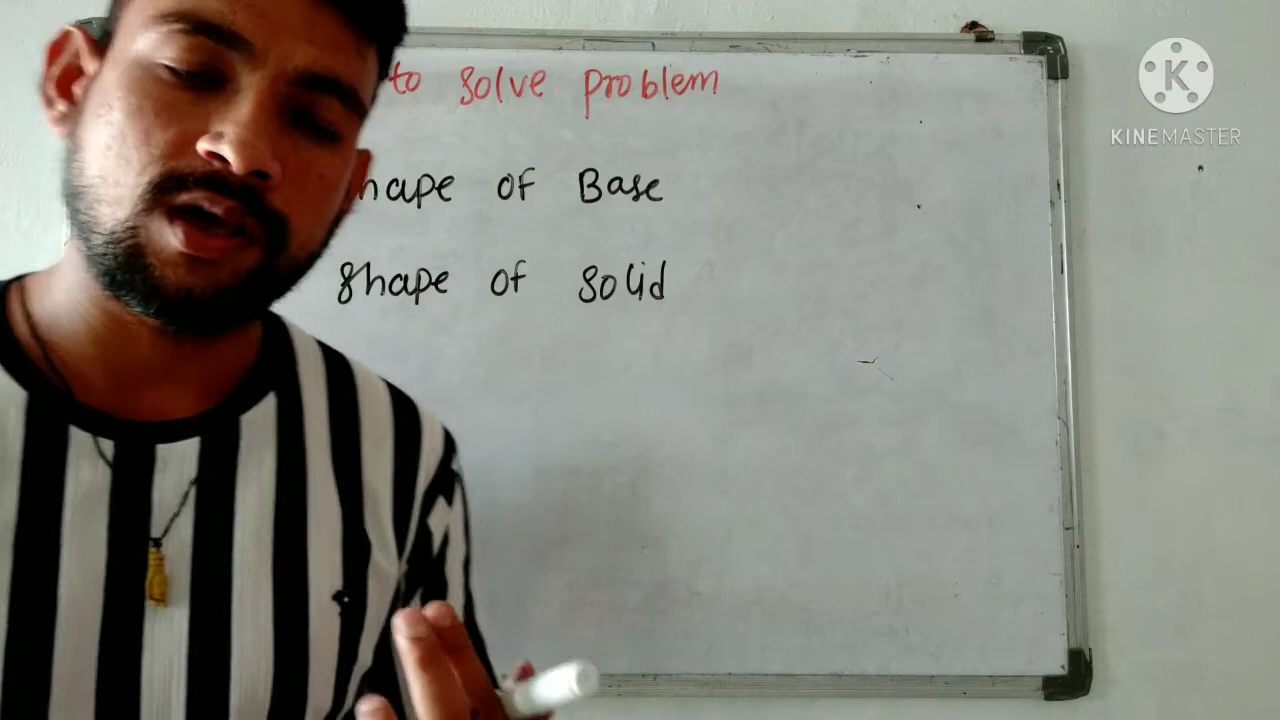 to solve problem
hape of Base
shape of solid
K
KINEMASTER